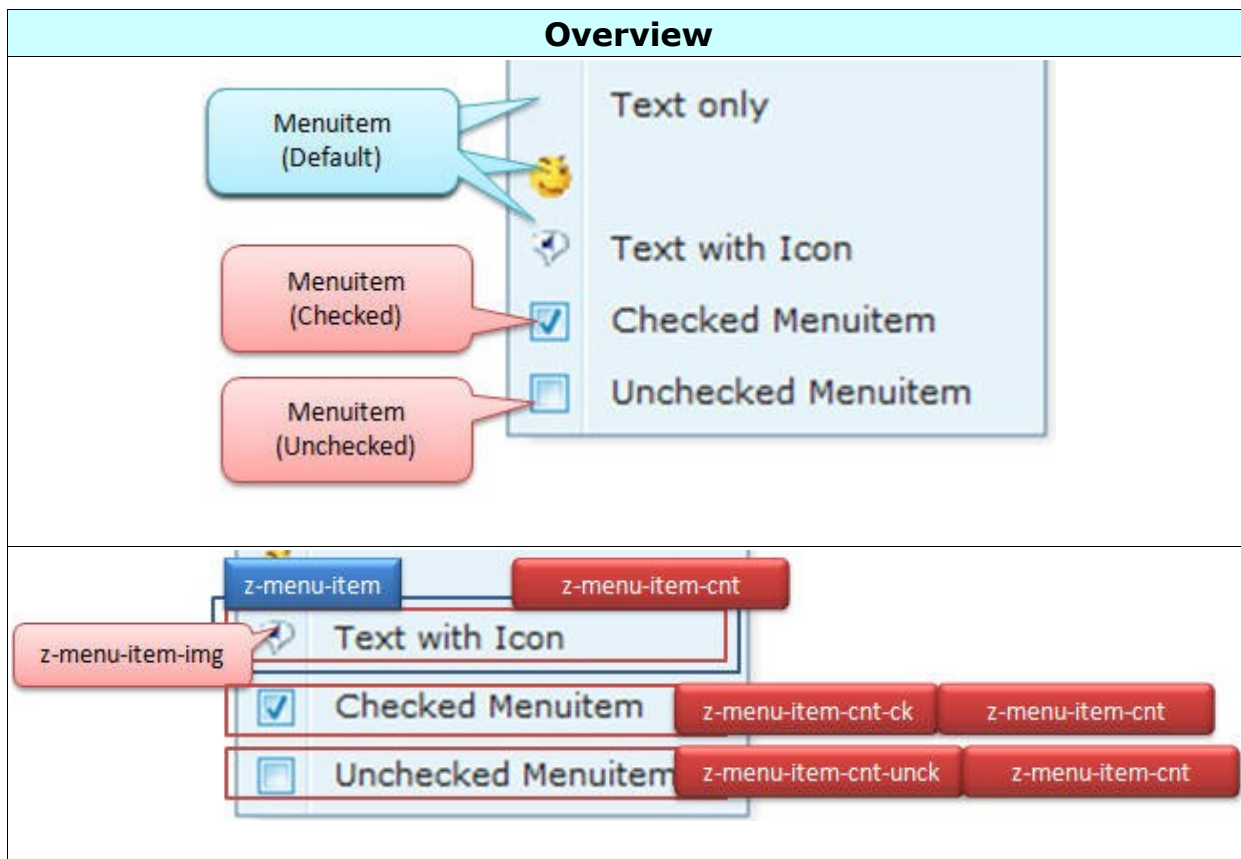 Overview
Menuitem
(Default)
Text only
Text with Icon
Menuitem
(Checked)
Checked Menuitem
Menuitem
(Unchecked)
Unchecked Menuitem
z-menu-item
z-menu-item-cnt
z-menu-item-img
Text with Icon
Checked Menuitem
z-menu-item-cnt-ck
z-menu-item-cnt
Unchecked Menuitem
z-menu-item-cnt-unck
z-menu-item-cnt